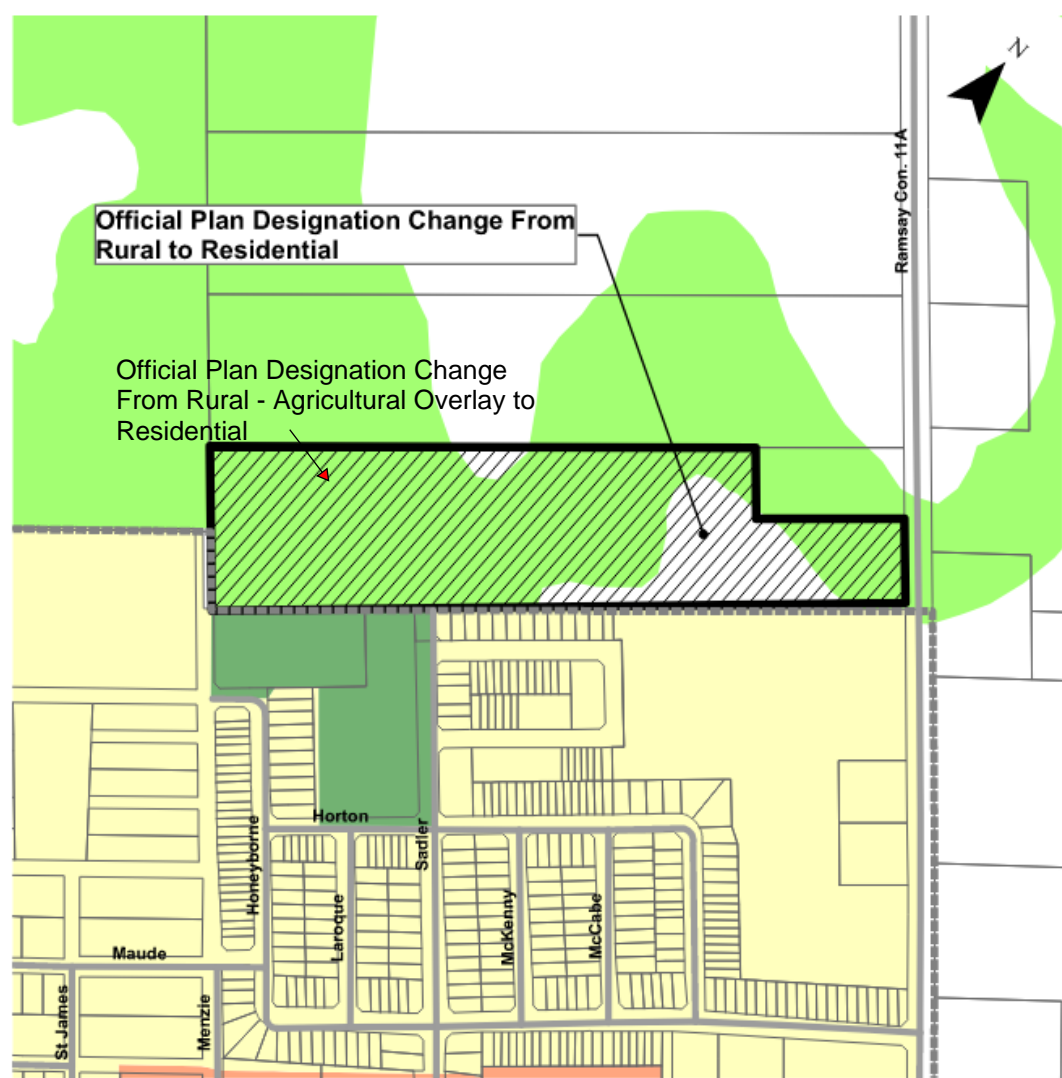 N
Ramsay Con. 11A
Official Plan Designation Change From
Rural to Residential
Official Plan Designation Change
From Rural - Agricultural Overlay to
Residential
Horton
Honeyborne
Laroque
Sadler
McKenny
McCabe
Maude
St James
Menzie